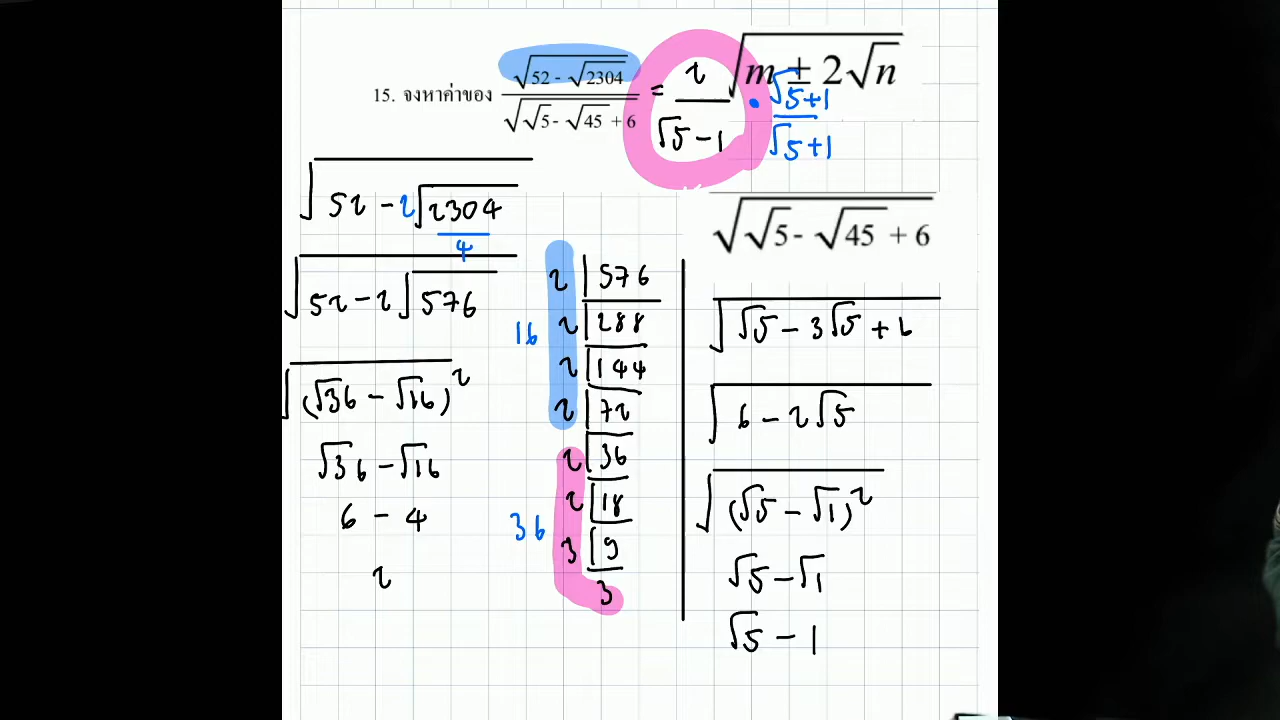 15. จงหาค่าของ √(52 - √2304) / √(√5 - √45 + 6) = 2 / (√5 - 1) • (√5 + 1) / (√5 + 1)
√(m ± 2√n)
√(52 - 2√(2304/4))
√(52 - 2√576)
√((√36 - √16)²)
√36 - √16
6 - 4
2
2 | 576
2 | 288
2 | 144
2 | 72
2 | 36
2 | 18
3 | 9
3
16
36
√(√5 - √45 + 6)
√(√5 - 3√5 + 6)
√(6 - 2√5)
√((√5 - √1)²)
√5 - √1
√5 - 1